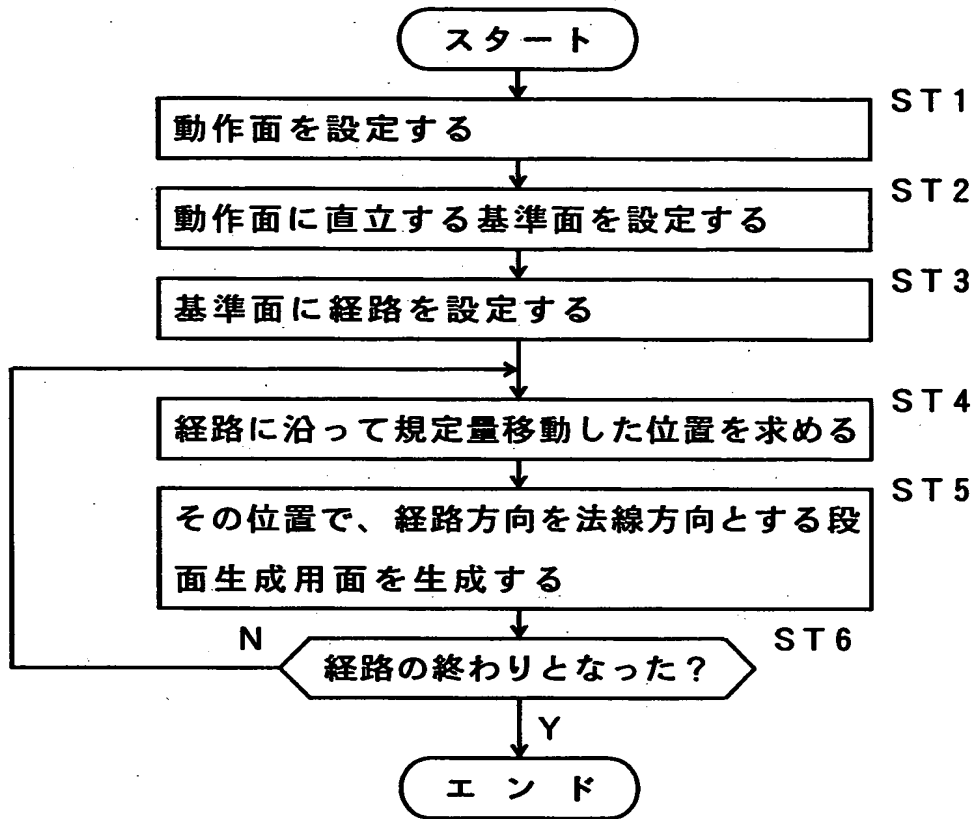 スタート
ST1
動作面を設定する
ST2
動作面に直立する基準面を設定する
ST3
基準面に経路を設定する
ST4
経路に沿って規定量移動した位置を求める
ST5
その位置で、経路方向を法線方向とする段
面生成用面を生成する
N
ST6
経路の終わりとなった?
Y
エンド